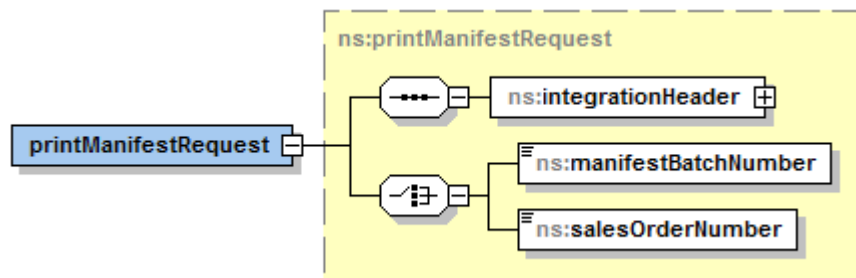 ns:printManifestRequest
ns:integrationHeader
printManifestRequest
ns:manifestBatchNumber
ns:salesOrderNumber